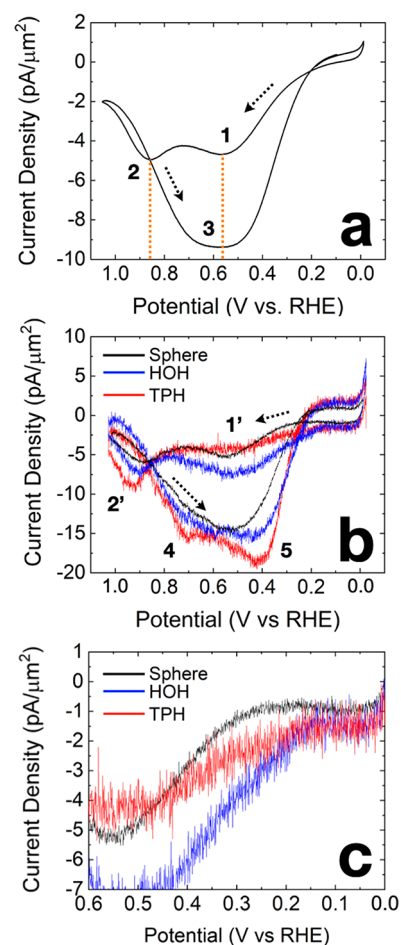 2
0
-2
-4
-6
-8
-10
Current Density (pA/μm²)
1
2
3
a
1.0 0.8 0.6 0.4 0.2 0.0
Potential (V vs. RHE)
10
5
0
-5
-10
-15
-20
Current Density (pA/μm²)
Sphere
HOH
TPH
1'
2'
4
5
b
1.0 0.8 0.6 0.4 0.2 0.0
Potential (V vs RHE)
1
0
-1
-2
-3
-4
-5
-6
-7
Current Density (pA/μm²)
Sphere
HOH
TPH
c
0.6 0.5 0.4 0.3 0.2 0.1 0.0
Potential (V vs RHE)